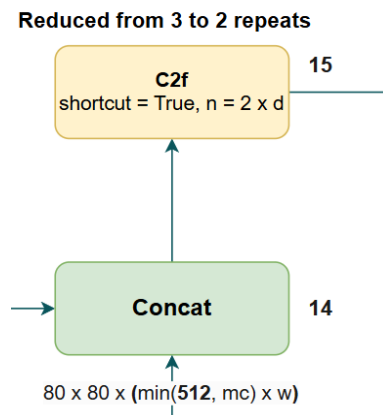 Reduced from 3 to 2 repeats
C2f
15
shortcut = True, n = 2 x d
Concat
14
80 x 80 x (min(512, mc) x w)